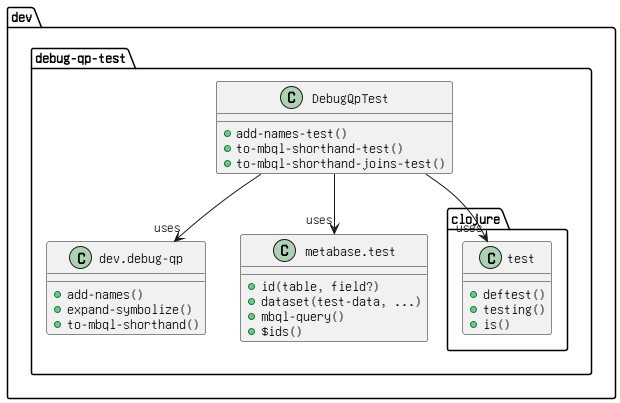 dev
debug-qp-test
C DebugQpTest
add-names-test()
to-mbql-shorthand-test()
to-mbql-shorthand-joins-test()
clojure
uses
uses
uses
C dev.debug-qp
add-names()
expand-symbolize()
to-mbql-shorthand()
C metabase.test
id(table, field?)
dataset(test-data, ...)
mbql-query()
$ids()
C test
deftest()
testing()
is()